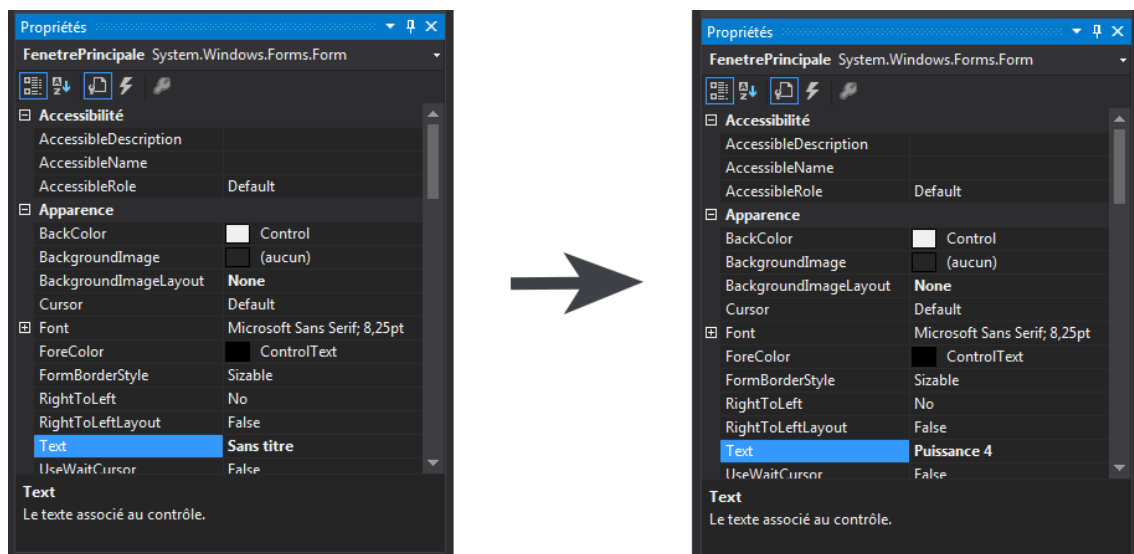 Propriétés
FenetrePrincipale System.Windows.Forms.Form
Accessibilité
AccessibleDescription
AccessibleName
AccessibleRole Default
Apparence
BackColor Control
BackgroundImage (aucun)
BackgroundImageLayout None
Cursor Default
Font Microsoft Sans Serif; 8,25pt
ForeColor ControlText
FormBorderStyle Sizable
RightToLeft No
RightToLeftLayout False
Text Sans titre
UseWaitCursor False
Text
Le texte associé au contrôle.
Propriétés
FenetrePrincipale System.Windows.Forms.Form
Accessibilité
AccessibleDescription
AccessibleName
AccessibleRole Default
Apparence
BackColor Control
BackgroundImage (aucun)
BackgroundImageLayout None
Cursor Default
Font Microsoft Sans Serif; 8,25pt
ForeColor ControlText
FormBorderStyle Sizable
RightToLeft No
RightToLeftLayout False
Text Puissance 4
UseWaitCursor False
Text
Le texte associé au contrôle.